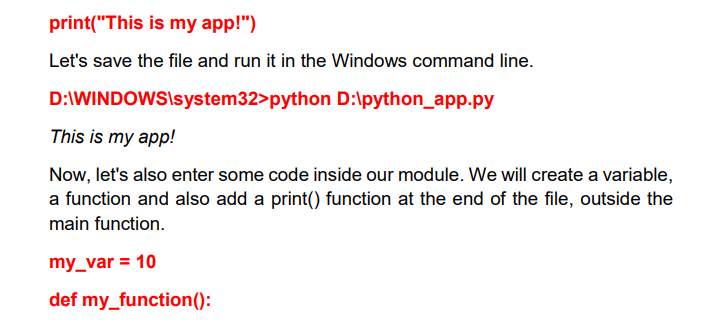 print("This is my app!")
Let's save the file and run it in the Windows command line.
D:\WINDOWS\system32>python D:\python_app.py
This is my app!
Now, let's also enter some code inside our module. We will create a variable,
a function and also add a print() function at the end of the file, outside the
main function.
my_var = 10
def my_function():